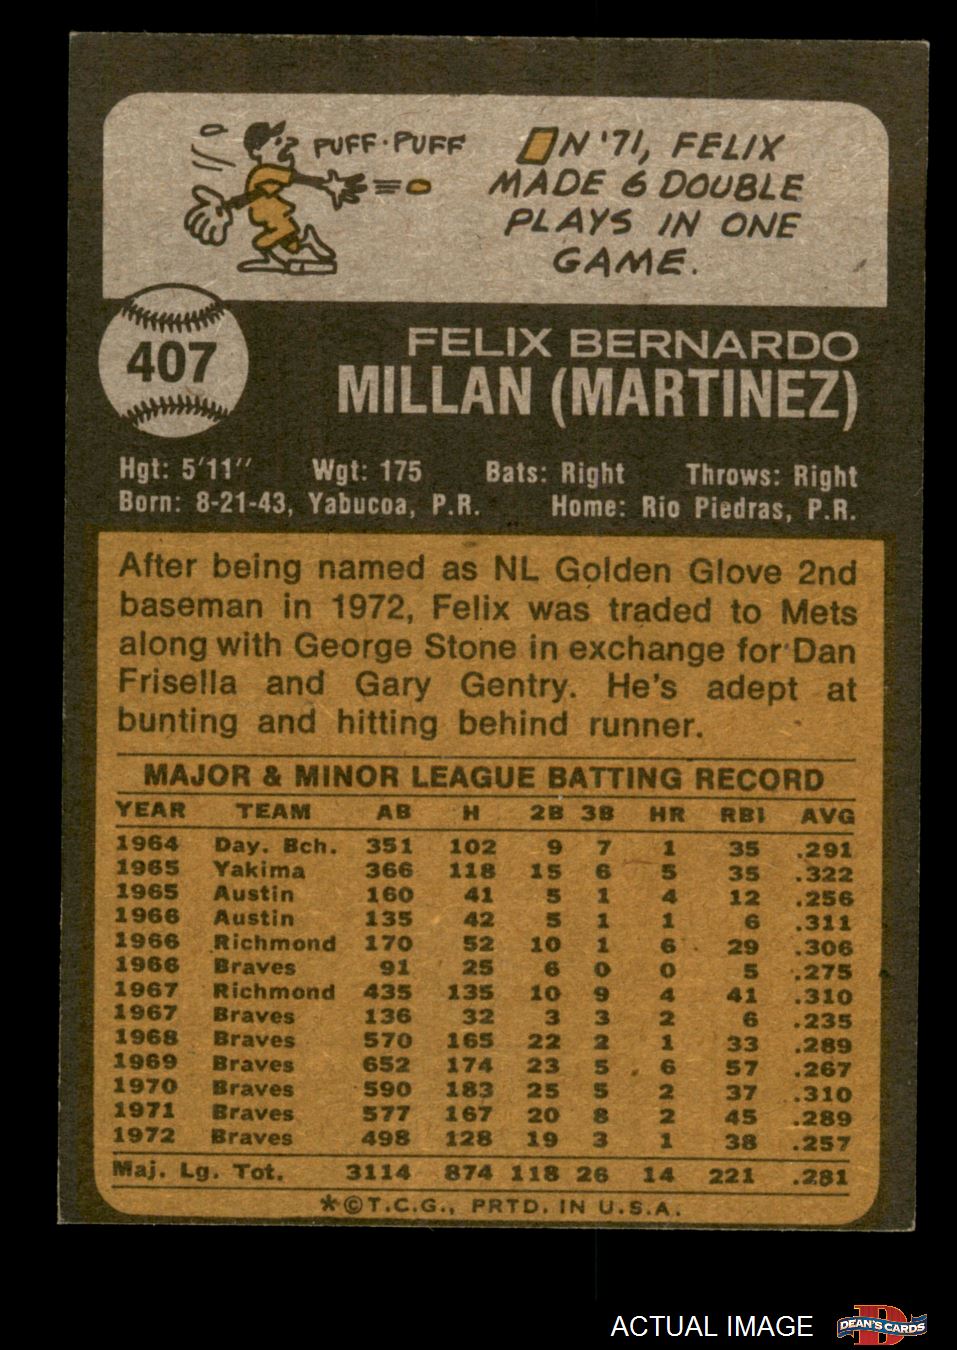 PUFF·PUFF
IN '71, FELIX
MADE 6 DOUBLE
PLAYS IN ONE
GAME.
407
FELIX BERNARDO
MILLAN (MARTINEZ)
Hgt: 5'11" Wgt: 175 Bats: Right Throws: Right
Born: 8-21-43, Yabucoa, P.R. Home: Rio Piedras, P.R.
After being named as NL Golden Glove 2nd
baseman in 1972, Felix was traded to Mets
along with George Stone in exchange for Dan
Frisella and Gary Gentry. He's adept at
bunting and hitting behind runner.
MAJOR & MINOR LEAGUE BATTING RECORD
YEAR TEAM AB H 2B 3B HR RBI AVG
1964 Day. Bch. 351 102 9 7 1 35 .291
1965 Yakima 366 118 15 6 5 35 .322
1965 Austin 160 41 5 1 4 12 .256
1966 Austin 135 42 5 1 1 6 .311
1966 Richmond 170 52 10 1 6 29 .306
1966 Braves 91 25 6 0 0 5 .275
1967 Richmond 435 135 10 9 4 41 .310
1967 Braves 136 32 3 3 2 6 .235
1968 Braves 570 165 22 2 1 33 .289
1969 Braves 652 174 23 5 6 57 .267
1970 Braves 590 183 25 5 2 37 .310
1971 Braves 577 167 20 8 2 45 .289
1972 Braves 498 128 19 3 1 38 .257
Maj. Lg. Tot. 3114 874 118 26 14 221 .281
*©T.C.G., PRTD. IN U.S.A.
ACTUAL IMAGE
D
DEAN'S CARDS